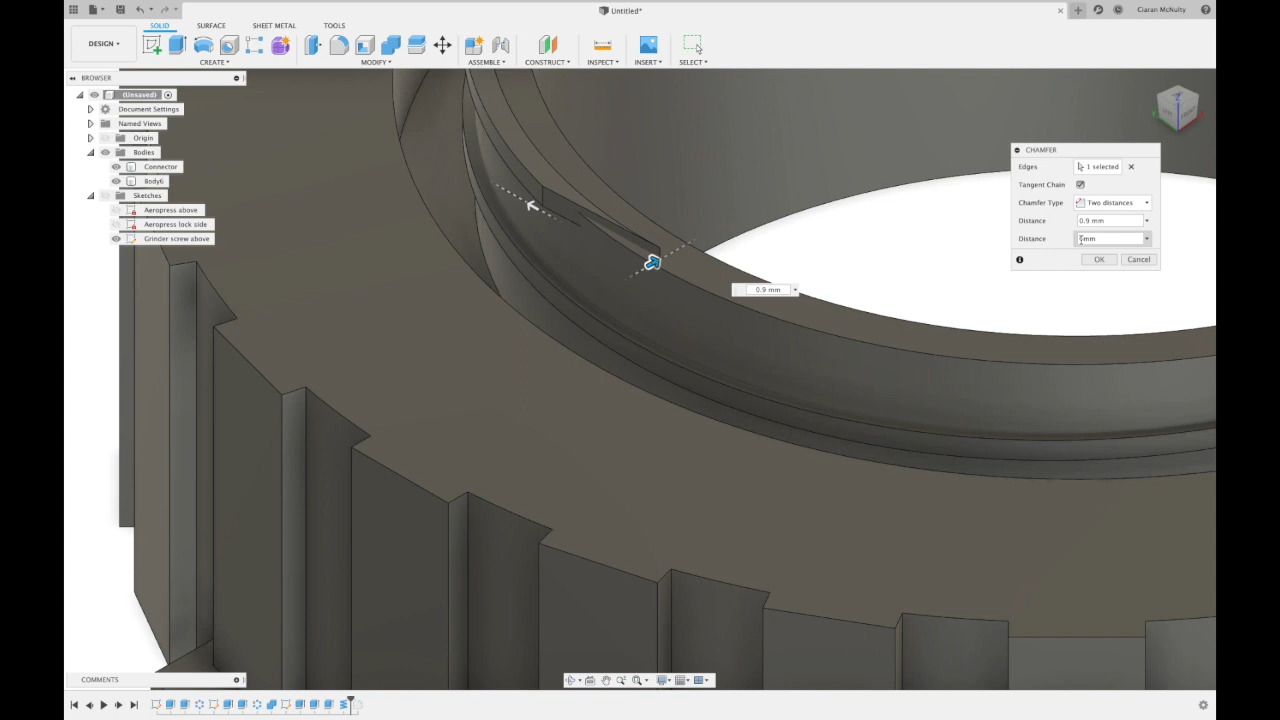 Untitled*
Ciaran McNulty
SOLID SURFACE SHEET METAL TOOLS
DESIGN
CREATE MODIFY ASSEMBLE CONSTRUCT INSPECT INSERT SELECT
BROWSER
(Unsaved)
Document Settings
Named Views
Origin
Bodies
Connector
Body6
Sketches
Aeropress above
Aeropress lock side
Grinder screw above
CHAMFER
Edges 1 selected
Tangent Chain
Chamfer Type Two distances
Distance 0.9 mm
Distance
OK Cancel
0.9 mm
COMMENTS